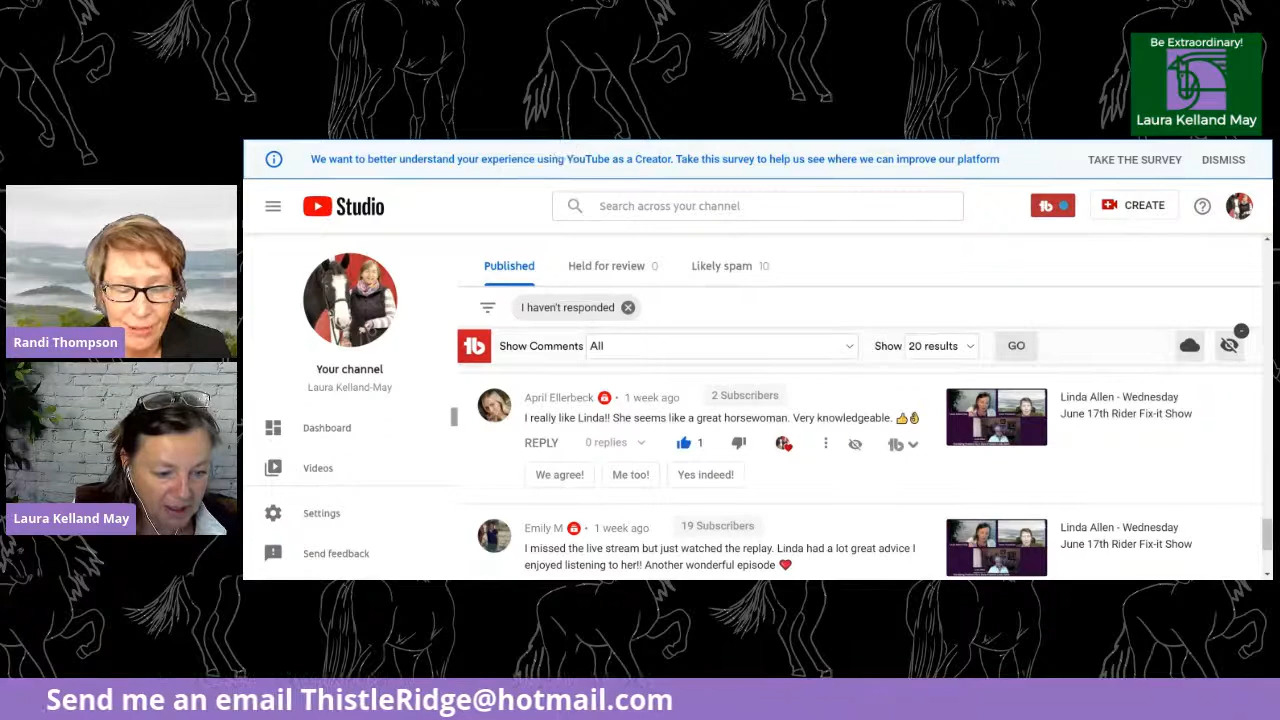 Be Extraordinary!
Laura Kelland May
We want to better understand your experience using YouTube as a Creator. Take this survey to help us see where we can improve our platform
TAKE THE SURVEY
DISMISS
Studio
Search across your channel
tb
CREATE
Randi Thompson
Laura Kelland May
Your channel
Laura Kelland-May
Dashboard
Videos
Settings
Send feedback
Published
Held for review 0
Likely spam 10
I haven't responded
tb
Show Comments All
Show 20 results
GO
April Ellerbeck • 1 week ago 2 Subscribers
I really like Linda!! She seems like a great horsewoman. Very knowledgeable. 👍👌
REPLY 0 replies 1
tb
We agree! Me too! Yes indeed!
Linda Allen - Wednesday
June 17th Rider Fix-it Show
Emily M • 1 week ago 19 Subscribers
I missed the live stream but just watched the replay. Linda had a lot great advice I
enjoyed listening to her!! Another wonderful episode ❤️
Linda Allen - Wednesday
June 17th Rider Fix-it Show
Send me an email ThistleRidge@hotmail.com